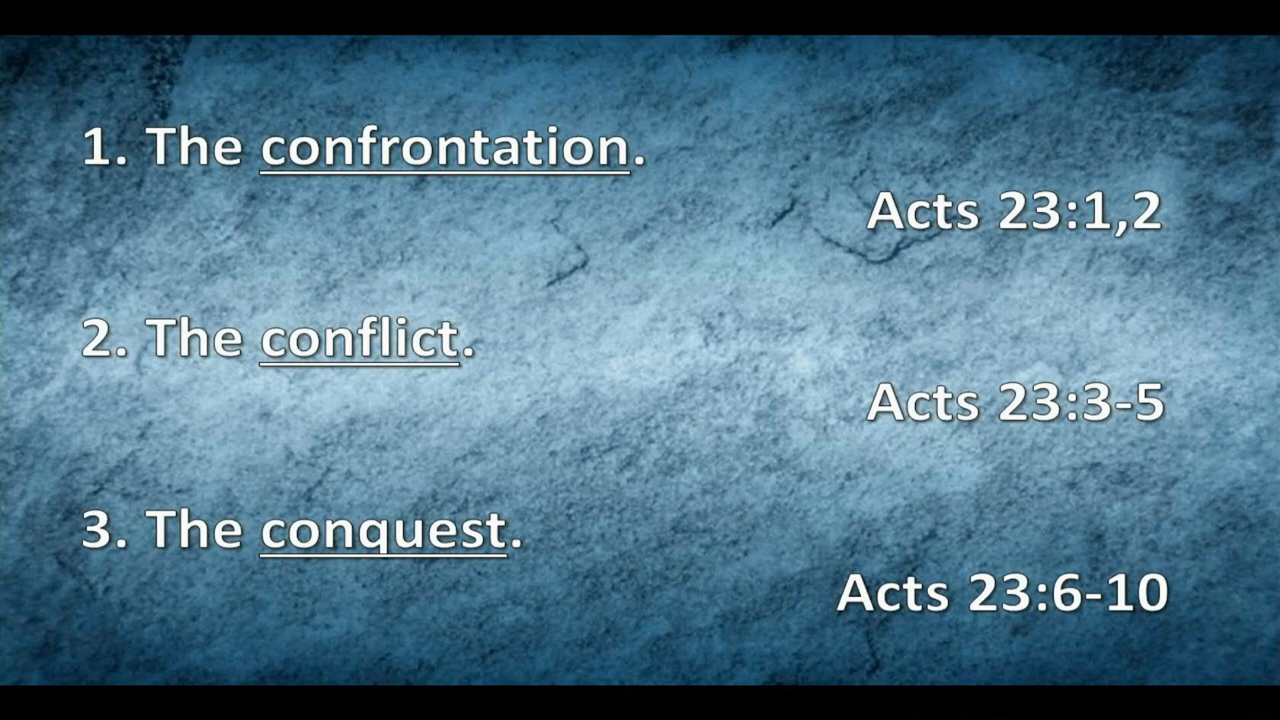 1. The confrontation.
Acts 23:1,2
2. The conflict.
Acts 23:3-5
3. The conquest.
Acts 23:6-10